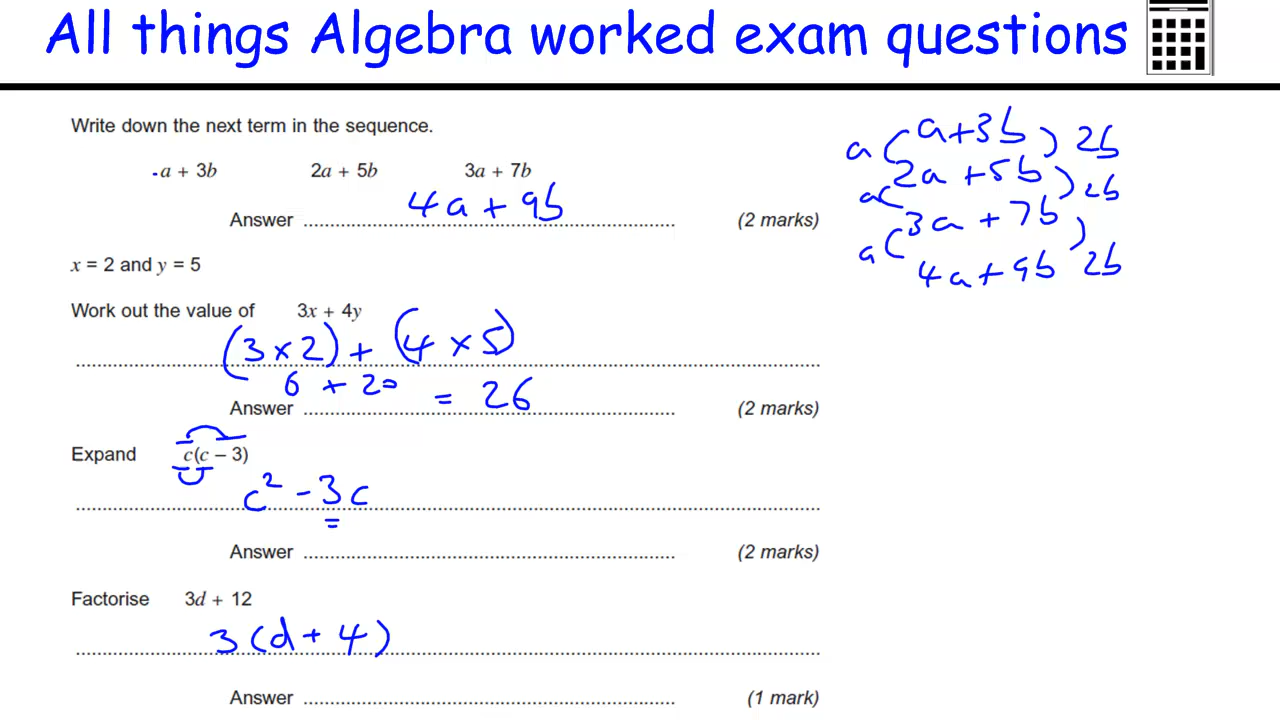 All things Algebra worked exam questions
Write down the next term in the sequence.
a + 3b 2a + 5b 3a + 7b
4a + 9b
Answer ........ (2 marks)
a ( a + 3b ) 2b
2a + 5b
a ( ) 2b
3a + 7b
a ( ) 2b
4a + 9b
x = 2 and y = 5
Work out the value of 3x + 4y
(3 × 2) + (4 × 5)
6 + 20 = 26
Answer ........ (2 marks)
Expand c(c – 3)
c² - 3c
Answer ........ (2 marks)
Factorise 3d + 12
3 (d + 4)
Answer ........ (1 mark)